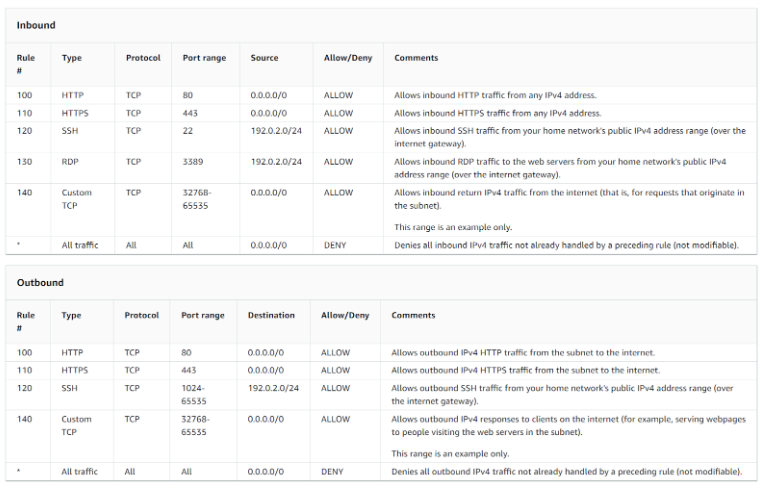 Inbound
Rule # Type Protocol Port range Source Allow/Deny Comments
100 HTTP TCP 80 0.0.0.0/0 ALLOW Allows inbound HTTP traffic from any IPv4 address.
110 HTTPS TCP 443 0.0.0.0/0 ALLOW Allows inbound HTTPS traffic from any IPv4 address.
120 SSH TCP 22 192.0.2.0/24 ALLOW Allows inbound SSH traffic from your home network's public IPv4 address range (over the
internet gateway).
130 RDP TCP 3389 192.0.2.0/24 ALLOW Allows inbound RDP traffic to the web servers from your home network's public IPv4
address range (over the internet gateway).
140 Custom TCP TCP 32768-65535 0.0.0.0/0 ALLOW Allows inbound return IPv4 traffic from the internet (that is, for requests that originate in
the subnet).
This range is an example only.
* All traffic All All 0.0.0.0/0 DENY Denies all inbound IPv4 traffic not already handled by a preceding rule (not modifiable).
Outbound
Rule # Type Protocol Port range Destination Allow/Deny Comments
100 HTTP TCP 80 0.0.0.0/0 ALLOW Allows outbound IPv4 HTTP traffic from the subnet to the internet.
110 HTTPS TCP 443 0.0.0.0/0 ALLOW Allows outbound IPv4 HTTPS traffic from the subnet to the internet.
120 SSH TCP 1024-65535 192.0.2.0/24 ALLOW Allows outbound SSH traffic from your home network's public IPv4 address range (over
the internet gateway).
140 Custom TCP TCP 32768-65535 0.0.0.0/0 ALLOW Allows outbound IPv4 responses to clients on the internet (for example, serving webpages
to people visiting the web servers in the subnet).
This range is an example only.
* All traffic All All 0.0.0.0/0 DENY Denies all outbound IPv4 traffic not already handled by a preceding rule (not modifiable).